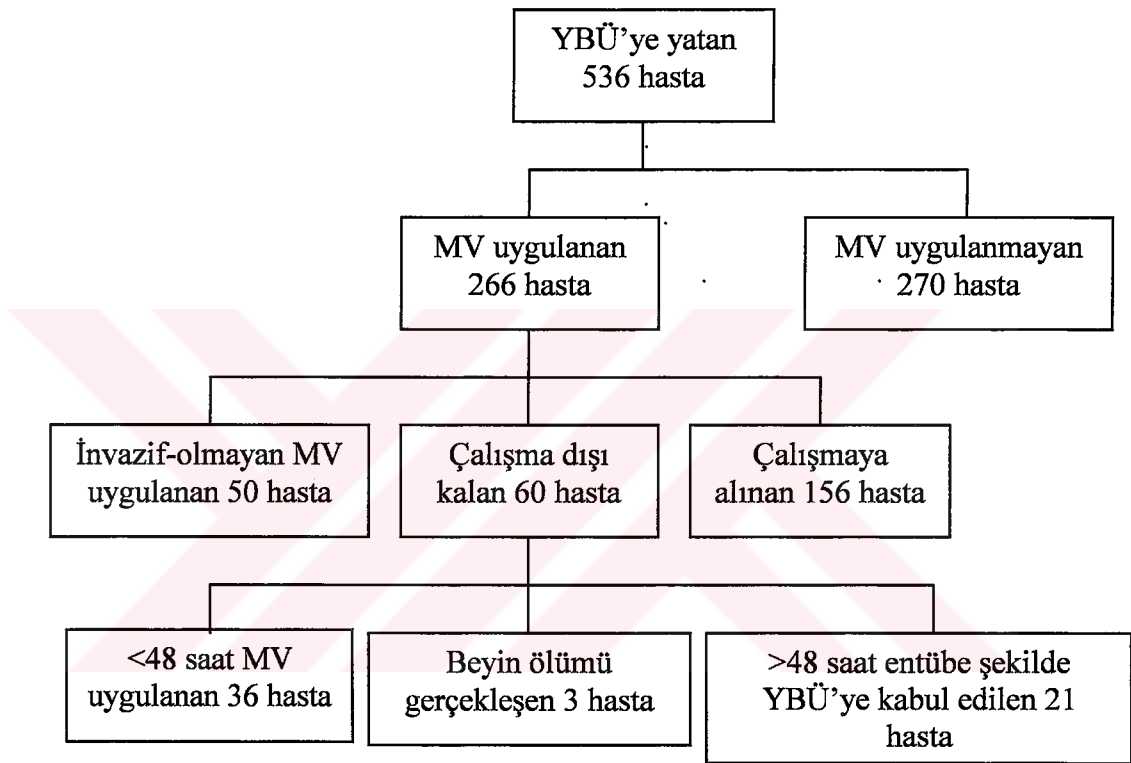 YBÜ'ye yatan
536 hasta
MV uygulanan
266 hasta
MV uygulanmayan
270 hasta
İnvazif-olmayan MV
uygulanan 50 hasta
Çalışma dışı
kalan 60 hasta
Çalışmaya
alınan 156 hasta
<48 saat MV
uygulanan 36 hasta
Beyin ölümü
gerçekleşen 3 hasta
>48 saat entübe şekilde
YBÜ'ye kabul edilen 21
hasta